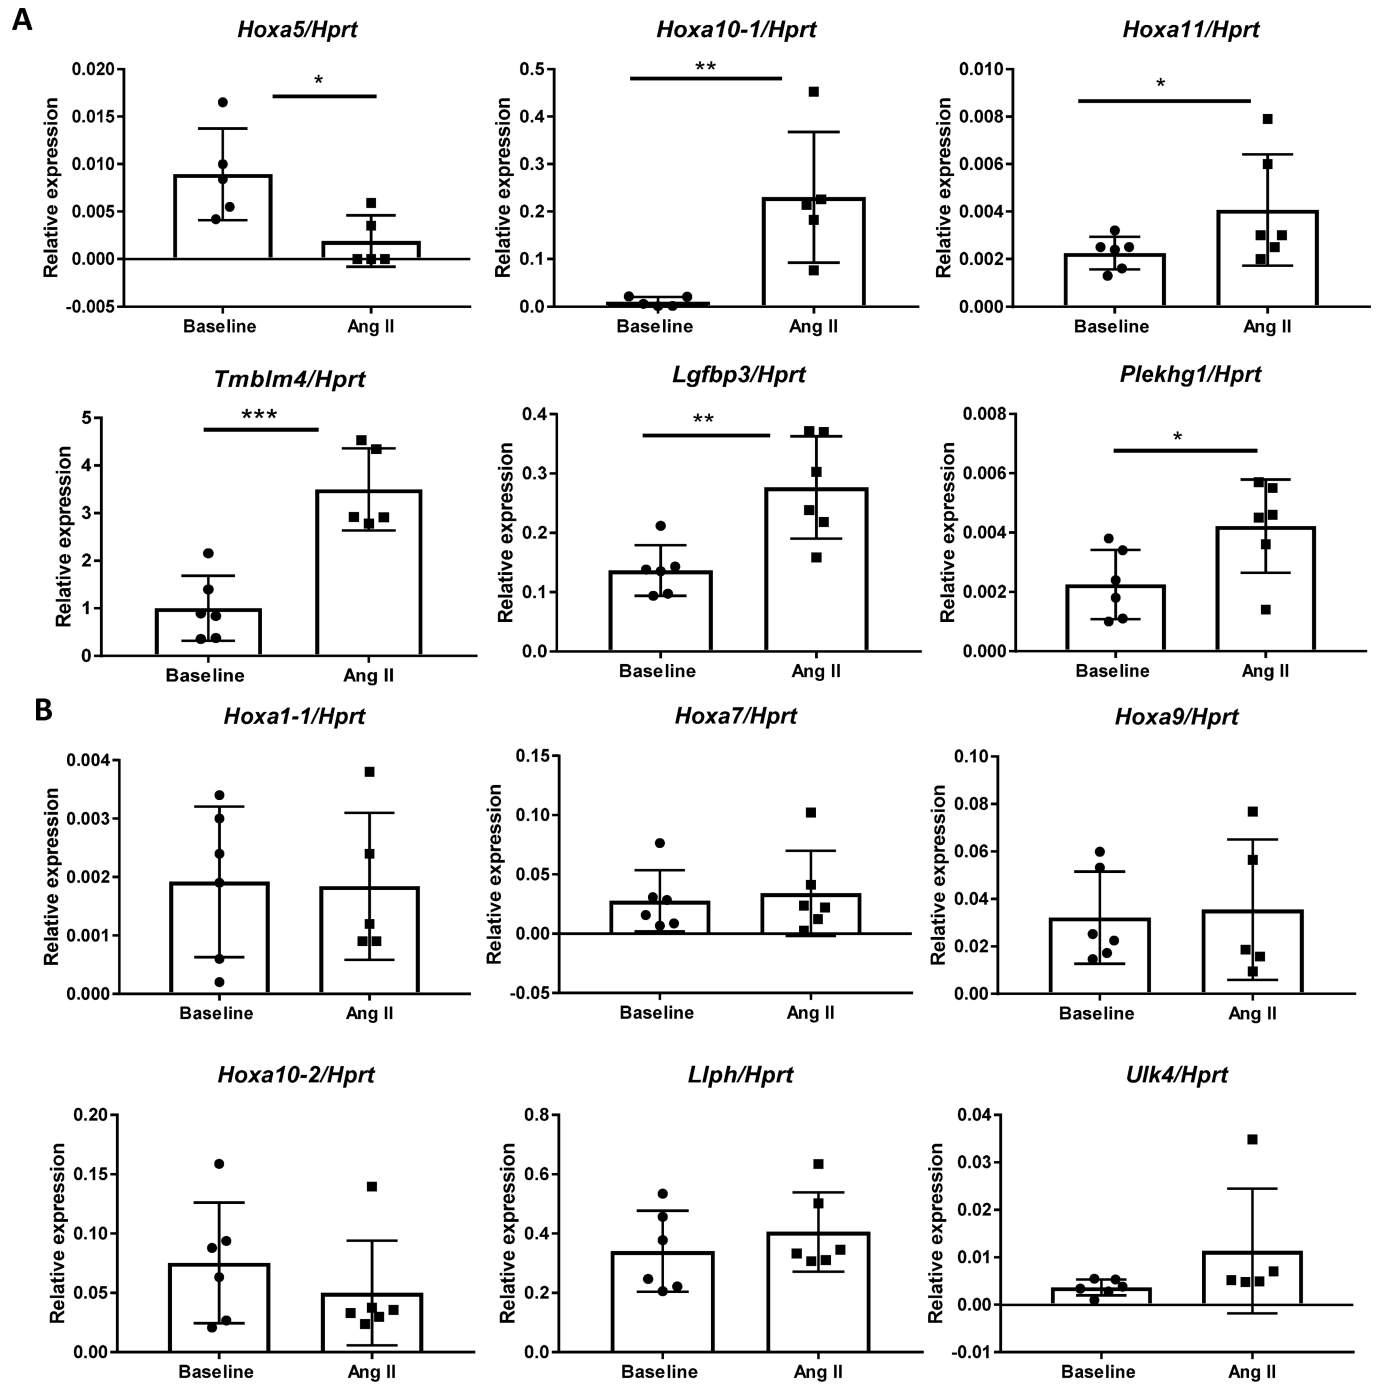 A
Hoxa5/Hprt
Relative expression
0.020
0.015
0.010
0.005
0.000
-0.005
*
Baseline
Ang II
Hoxa10-1/Hprt
Relative expression
0.5
0.4
0.3
0.2
0.1
0.0
**
Baseline
Ang II
Hoxa11/Hprt
Relative expression
0.010
0.008
0.006
0.004
0.002
0.000
*
Baseline
Ang II
Tmblm4/Hprt
Relative expression
5
4
3
2
1
0
***
Baseline
Ang II
Lgfbp3/Hprt
Relative expression
0.4
0.3
0.2
0.1
0.0
**
Baseline
Ang II
Plekhg1/Hprt
Relative expression
0.008
0.006
0.004
0.002
0.000
*
Baseline
Ang II
B
Hoxa1-1/Hprt
Relative expression
0.004
0.003
0.002
0.001
0.000
Baseline
Ang II
Hoxa7/Hprt
Relative expression
0.15
0.10
0.05
0.00
-0.05
Baseline
Ang II
Hoxa9/Hprt
Relative expression
0.10
0.08
0.06
0.04
0.02
0.00
Baseline
Ang II
Hoxa10-2/Hprt
Relative expression
0.20
0.15
0.10
0.05
0.00
Baseline
Ang II
Llph/Hprt
Relative expression
0.8
0.6
0.4
0.2
0.0
Baseline
Ang II
Ulk4/Hprt
Relative expression
0.04
0.03
0.02
0.01
0.00
-0.01
Baseline
Ang II